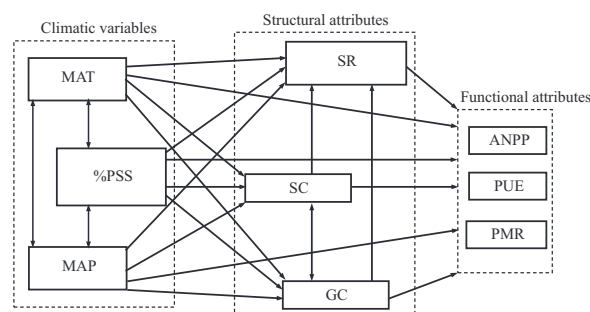 Climatic variables
Structural attributes
Functional attributes
MAT
%PSS
MAP
SR
SC
GC
ANPP
PUE
PMR